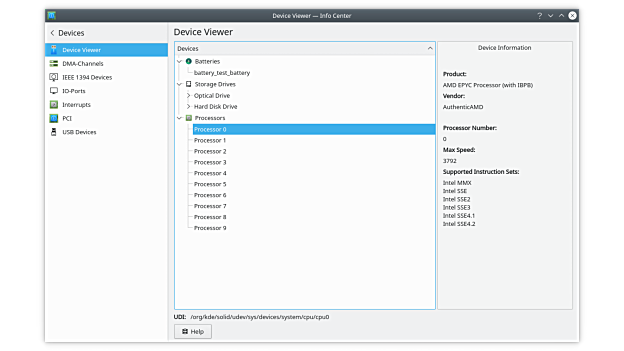 Device Viewer — Info Center
Devices
Device Viewer
DMA-Channels
IEEE 1394 Devices
IO-Ports
Interrupts
PCI
USB Devices
Device Viewer
Devices
Batteries
battery_test_battery
Storage Drives
Optical Drive
Hard Disk Drive
Processors
Processor 0
Processor 1
Processor 2
Processor 3
Processor 4
Processor 5
Processor 6
Processor 7
Processor 8
Processor 9
Device Information
Product:
AMD EPYC Processor (with IBPB)
Vendor:
AuthenticAMD
Processor Number:
0
Max Speed:
3792
Supported Instruction Sets:
Intel MMX
Intel SSE
Intel SSE2
Intel SSE3
Intel SSE4.1
Intel SSE4.2
UDI: /org/kde/solid/udev/sys/devices/system/cpu/cpu0
Help